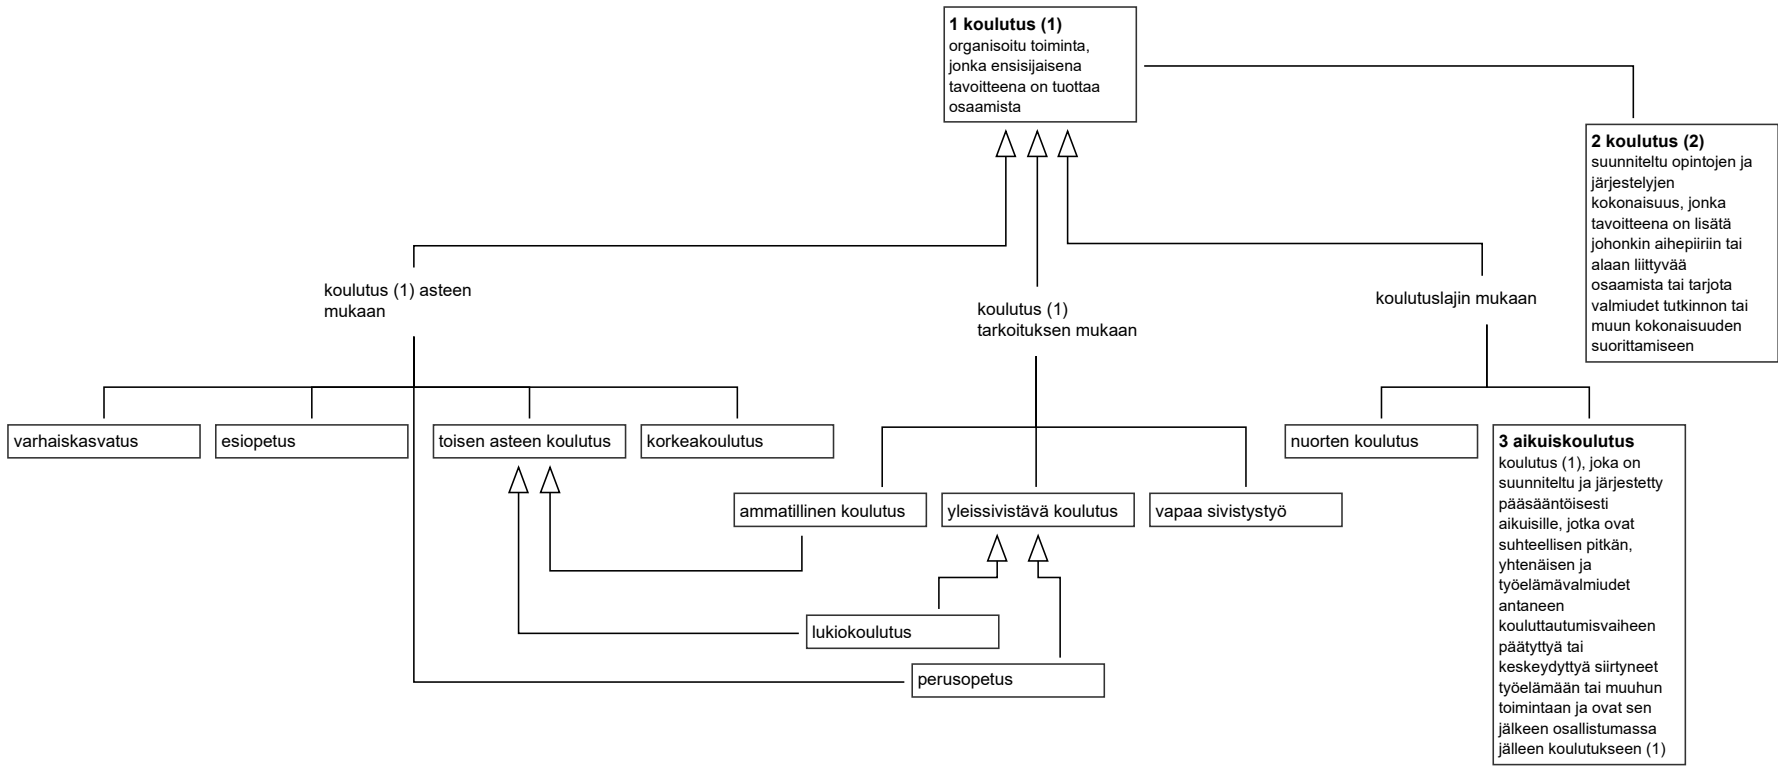 1 koulutus (1)
organisoitu toiminta,
jonka ensisijaisena
tavoitteena on tuottaa
osaamista
2 koulutus (2)
suunniteltu opintojen ja
järjestelyjen
kokonaisuus, jonka
tavoitteena on lisätä
johonkin aihepiiriin tai
alaan liittyvää
osaamista tai tarjota
valmiudet tutkinnon tai
muun kokonaisuuden
suorittamiseen
koulutus (1) asteen
mukaan
koulutus (1)
tarkoituksen mukaan
koulutuslajin mukaan
varhaiskasvatus
esiopetus
toisen asteen koulutus
korkeakoulutus
nuorten koulutus
3 aikuiskoulutus
koulutus (1), joka on
suunniteltu ja järjestetty
pääsääntöisesti
aikuisille, jotka ovat
suhteellisen pitkän,
yhtenäisen ja
työelämävalmiudet
antaneen
kouluttautumisvaiheen
päätyttyä tai
keskeydyttyä siirtyneet
työelämään tai muuhun
toimintaan ja ovat sen
jälkeen osallistumassa
jälleen koulutukseen (1)
ammatillinen koulutus
yleissivistävä koulutus
vapaa sivistystyö
lukiokoulutus
perusopetus